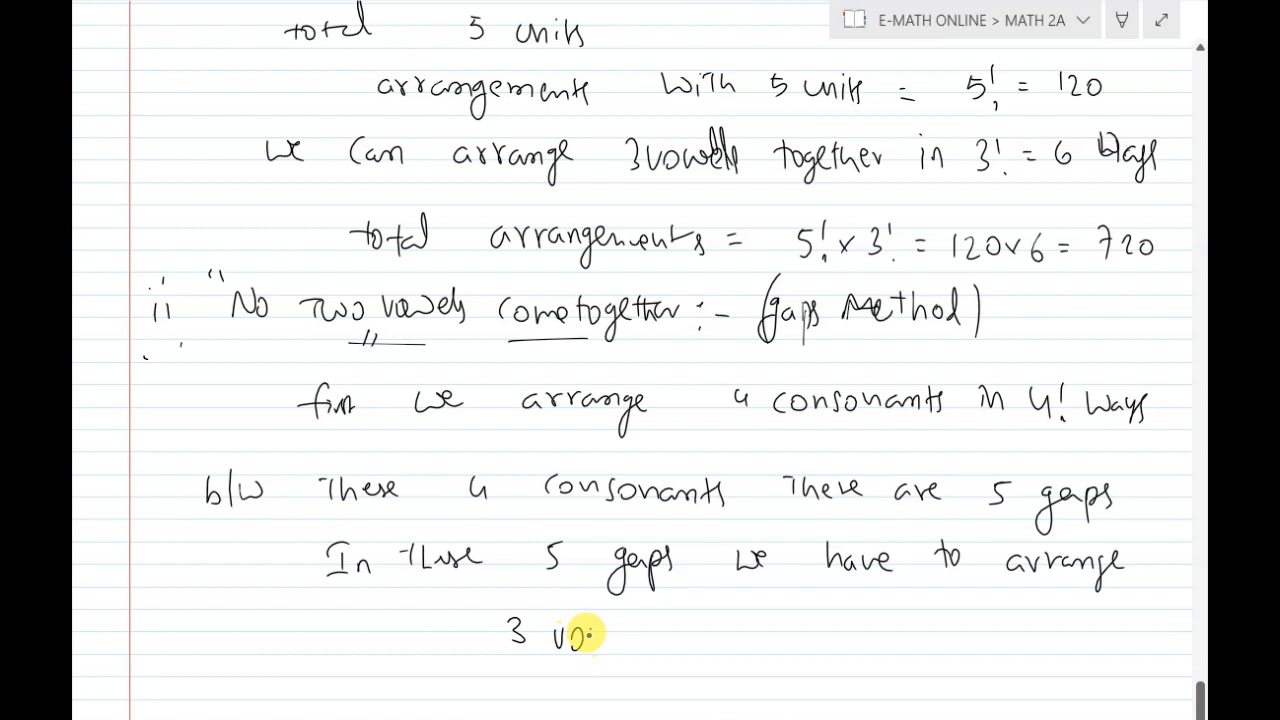 E-MATH ONLINE > MATH 2A
total 5 units
arrangements with 5 units = 5! = 120
we can arrange 3 vowels together in 3! = 6 ways
total arrangements = 5! x 3! = 120 x 6 = 720
ii "No Two vowels come together :- (gaps Method)
first we arrange 4 consonants in 4! ways
b/w These 4 consonants There are 5 gaps
In These 5 gaps we have to arrange
3 vo